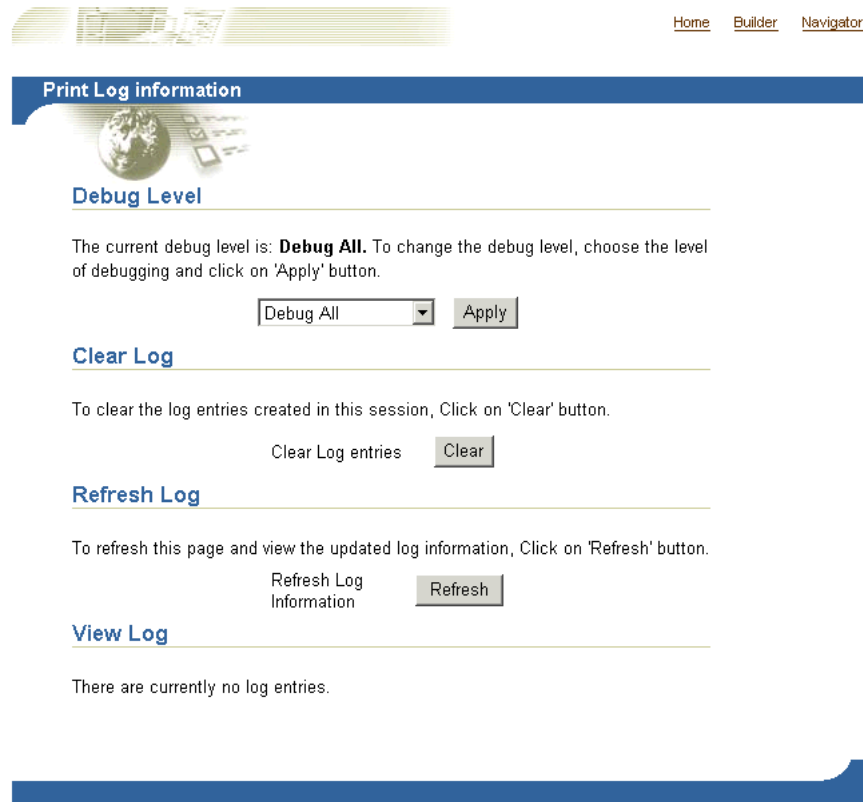 Home Builder Navigator
Print Log information
Debug Level
The current debug level is: Debug All. To change the debug level, choose the level
of debugging and click on 'Apply' button.
Debug All Apply
Clear Log
To clear the log entries created in this session, Click on 'Clear' button.
Clear Log entries Clear
Refresh Log
To refresh this page and view the updated log information, Click on 'Refresh' button.
Refresh Log
Information
Refresh
View Log
There are currently no log entries.